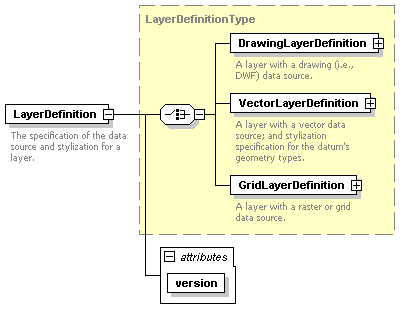 LayerDefinitionType
DrawingLayerDefinition
A layer with a drawing (i.e.,
DWF) data source.
LayerDefinition
The specification of the data
source and stylization for a
layer.
VectorLayerDefinition
A layer with a vector data
source; and stylization
specification for the datum's
geometry types.
GridLayerDefinition
A layer with a raster or grid
data source.
attributes
version